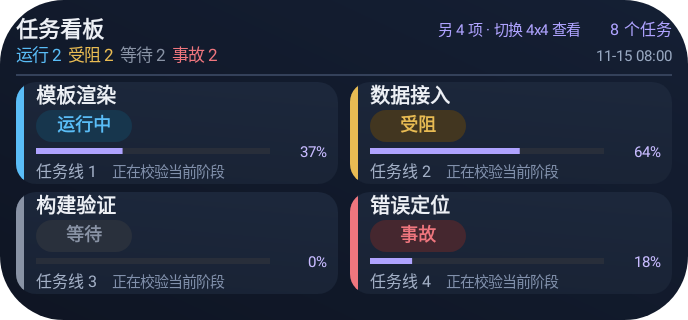 任务看板
另 4 项 · 切换 4x4 查看 8 个任务
运行 2 受阻 2 等待 2 事故 2
11-15 08:00
模板渲染
运行中
37%
任务线 1 正在校验当前阶段
数据接入
受阻
64%
任务线 2 正在校验当前阶段
构建验证
等待
0%
任务线 3 正在校验当前阶段
错误定位
事故
18%
任务线 4 正在校验当前阶段